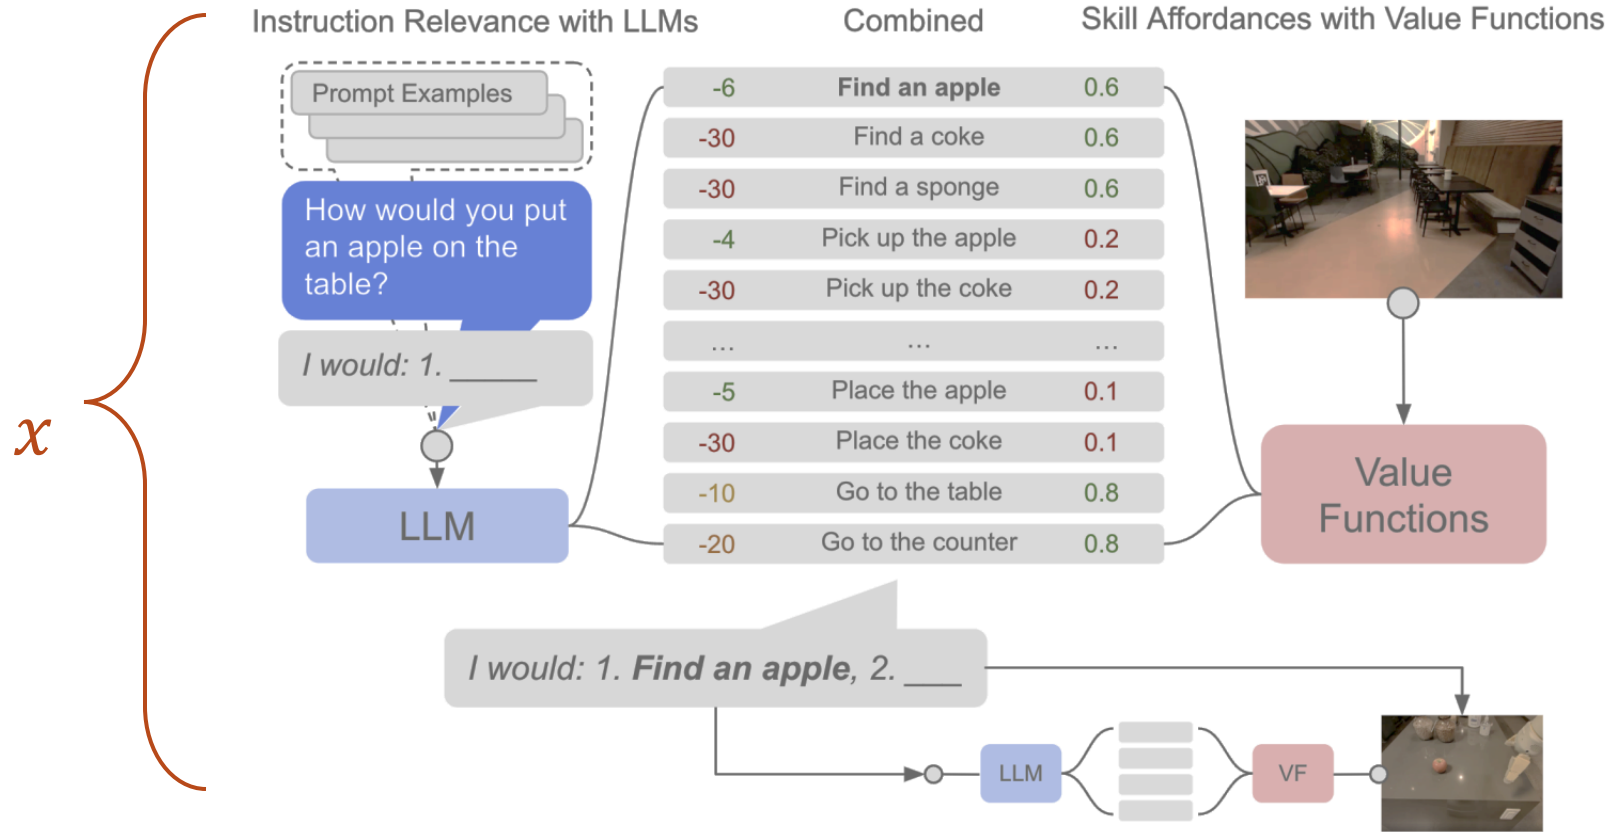 Instruction Relevance with LLMs
Combined
Skill Affordances with Value Functions
Prompt Examples
How would you put
an apple on the
table?
I would: 1. _____
LLM
-6 Find an apple 0.6
-30 Find a coke 0.6
-30 Find a sponge 0.6
-4 Pick up the apple 0.2
-30 Pick up the coke 0.2
... ... ...
-5 Place the apple 0.1
-30 Place the coke 0.1
-10 Go to the table 0.8
-20 Go to the counter 0.8
Value
Functions
x
I would: 1. Find an apple, 2. ___
LLM
VF